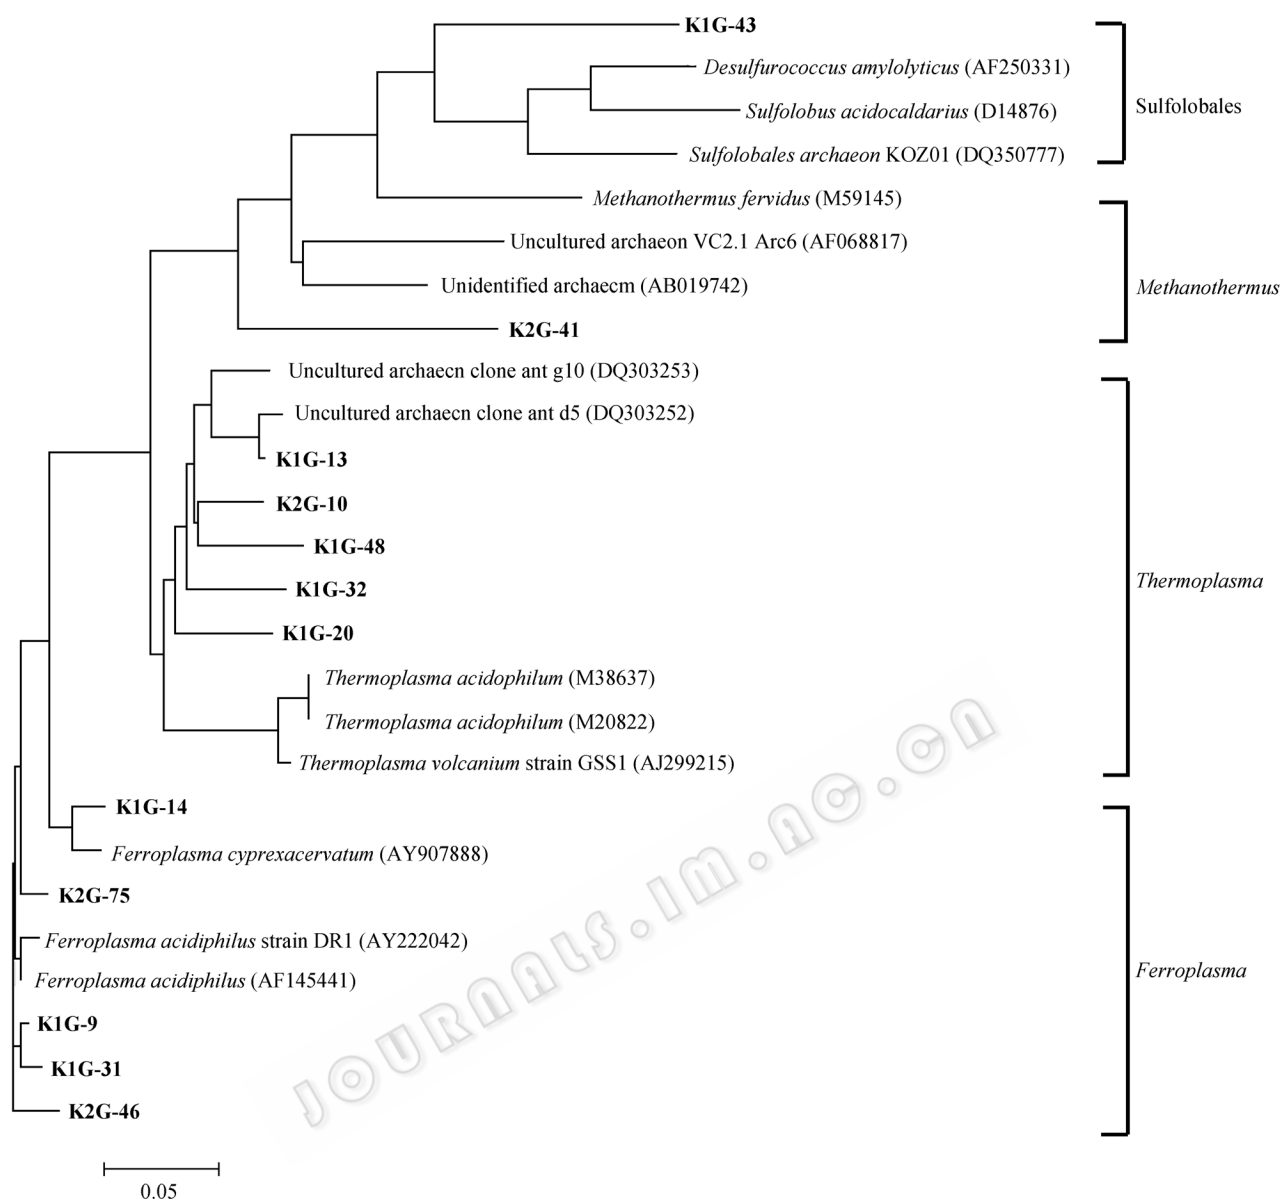 K1G-43
Desulfurococcus amylolyticus (AF250331)
Sulfolobus acidocaldarius (D14876)
Sulfolobales
Sulfolobales archaeon KOZ01 (DQ350777)
Methanothermus fervidus (M59145)
Uncultured archaeon VC2.1 Arc6 (AF068817)
Unidentified archaecm (AB019742)
Methanothermus
K2G-41
Uncultured archaecn clone ant g10 (DQ303253)
Uncultured archaecn clone ant d5 (DQ303252)
K1G-13
K2G-10
K1G-48
Thermoplasma
K1G-32
K1G-20
Thermoplasma acidophilum (M38637)
Thermoplasma acidophilum (M20822)
Thermoplasma volcanium strain GSS1 (AJ299215)
K1G-14
Ferroplasma cyprexacervatum (AY907888)
K2G-75
Ferroplasma acidiphilus strain DR1 (AY222042)
Ferroplasma acidiphilus (AF145441)
Ferroplasma
K1G-9
K1G-31
K2G-46
0.05
JOURNALS.IM.AC.CN